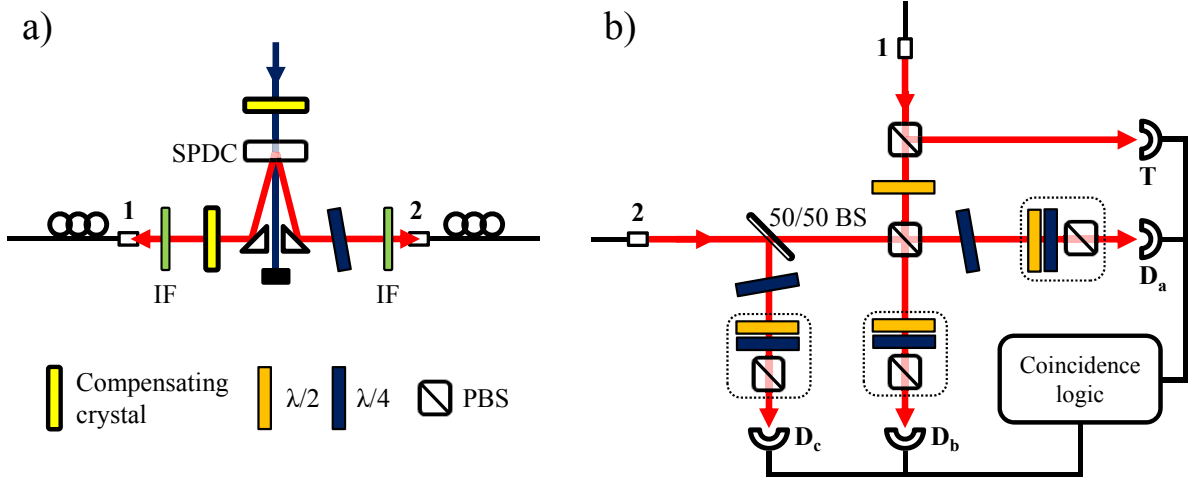 a)
SPDC
1
2
IF
IF
Compensating
crystal
λ/2
λ/4
PBS
b)
1
2
50/50 BS
T
Da
Coincidence
logic
Dc
Db